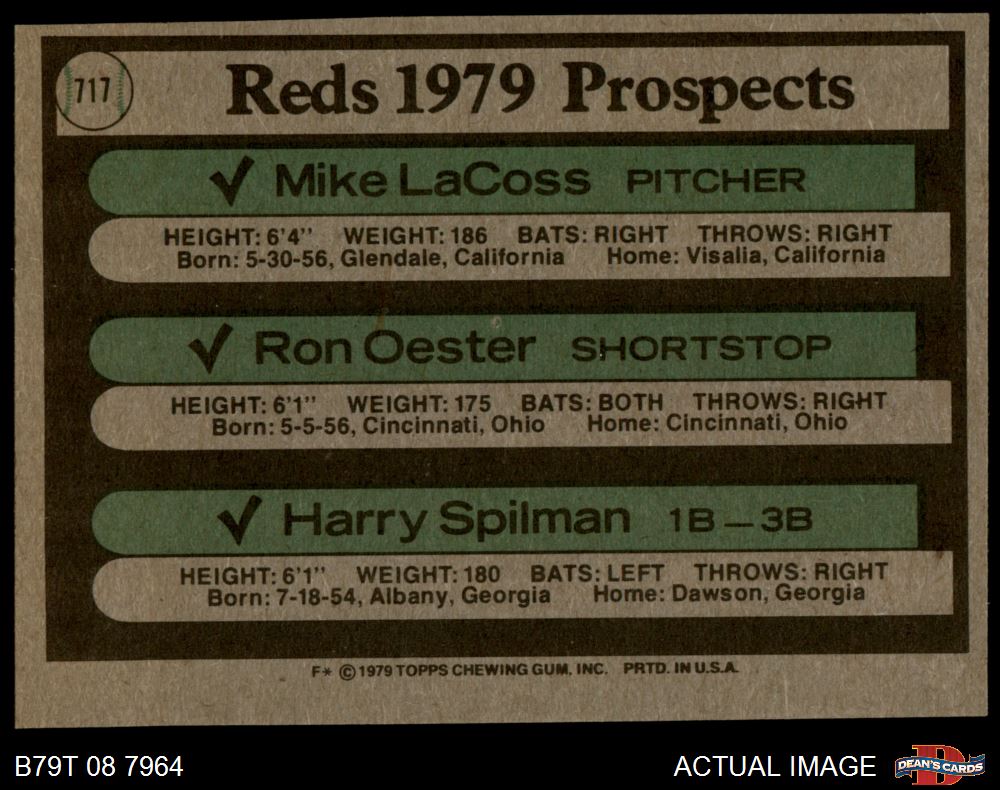 717
Reds 1979 Prospects
✓ Mike LaCoss PITCHER
HEIGHT: 6'4" WEIGHT: 186 BATS: RIGHT THROWS: RIGHT
Born: 5-30-56, Glendale, California Home: Visalia, California
✓ Ron Oester SHORTSTOP
HEIGHT: 6'1" WEIGHT: 175 BATS: BOTH THROWS: RIGHT
Born: 5-5-56, Cincinnati, Ohio Home: Cincinnati, Ohio
✓ Harry Spilman 1B—3B
HEIGHT: 6'1" WEIGHT: 180 BATS: LEFT THROWS: RIGHT
Born: 7-18-54, Albany, Georgia Home: Dawson, Georgia
F* © 1979 TOPPS CHEWING GUM. INC. PRTD. IN U.S.A.
B79T 08 7964 ACTUAL IMAGE
D
DEAN'S CARDS